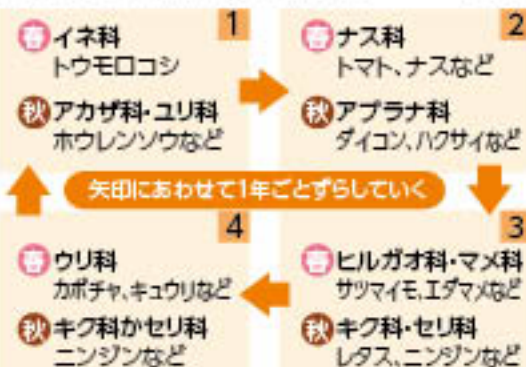 1
春 イネ科
トウモロコシ
秋 アカザ科・ユリ科
ホウレンソウなど
2
春 ナス科
トマト、ナスなど
秋 アブラナ科
ダイコン、ハクサイなど
矢印にあわせて1年ごとずらしていく
4
春 ウリ科
カボチャ、キュウリなど
秋 キク科かセリ科
ニンジンなど
3
春 ヒルガオ科・マメ科
サツマイモ、エダマメなど
秋 キク科・セリ科
レタス、ニンジンなど